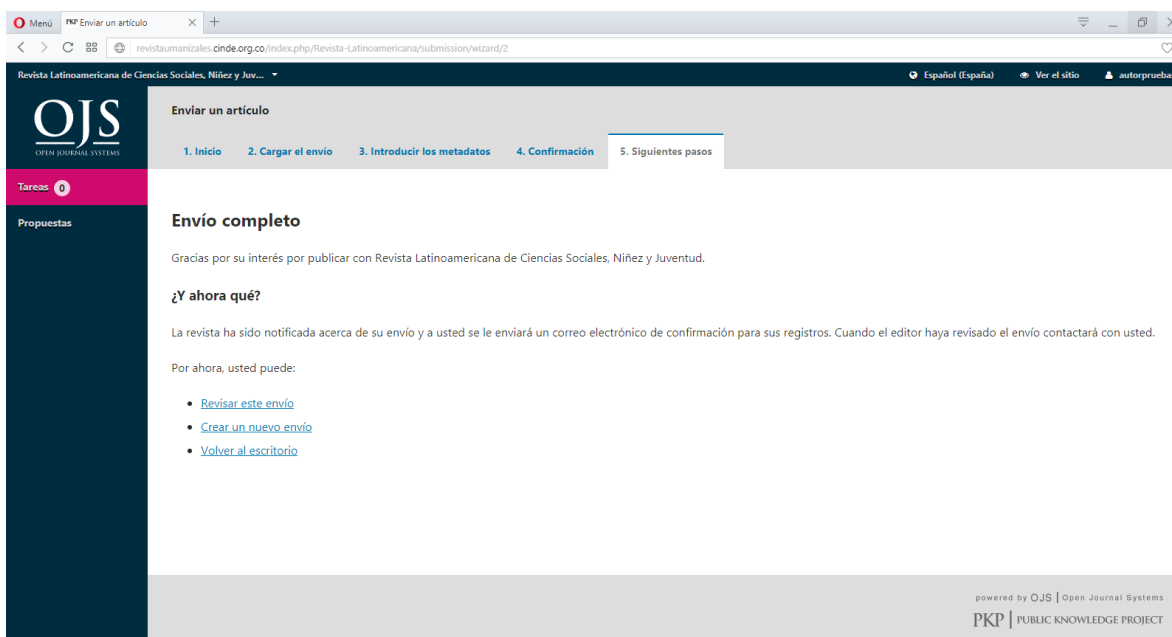 Menú
PKP Enviar un artículo
revistaumanizales.cinde.org.co/index.php/Revista-Latinoamericana/submission/wizard/2
Revista Latinoamericana de Ciencias Sociales, Niñez y Juv...
Español (España)
Ver el sitio
autorprueba
OJS
OPEN JOURNAL SYSTEMS
Enviar un artículo
1. Inicio 2. Cargar el envío 3. Introducir los metadatos 4. Confirmación 5. Siguientes pasos
Tareas 0
Propuestas
Envío completo
Gracias por su interés por publicar con Revista Latinoamericana de Ciencias Sociales, Niñez y Juventud.
¿Y ahora qué?
La revista ha sido notificada acerca de su envío y a usted se le enviará un correo electrónico de confirmación para sus registros. Cuando el editor haya revisado el envío contactará con usted.
Por ahora, usted puede:
Revisar este envío
Crear un nuevo envío
Volver al escritorio
powered by OJS | Open Journal Systems
PKP | PUBLIC KNOWLEDGE PROJECT